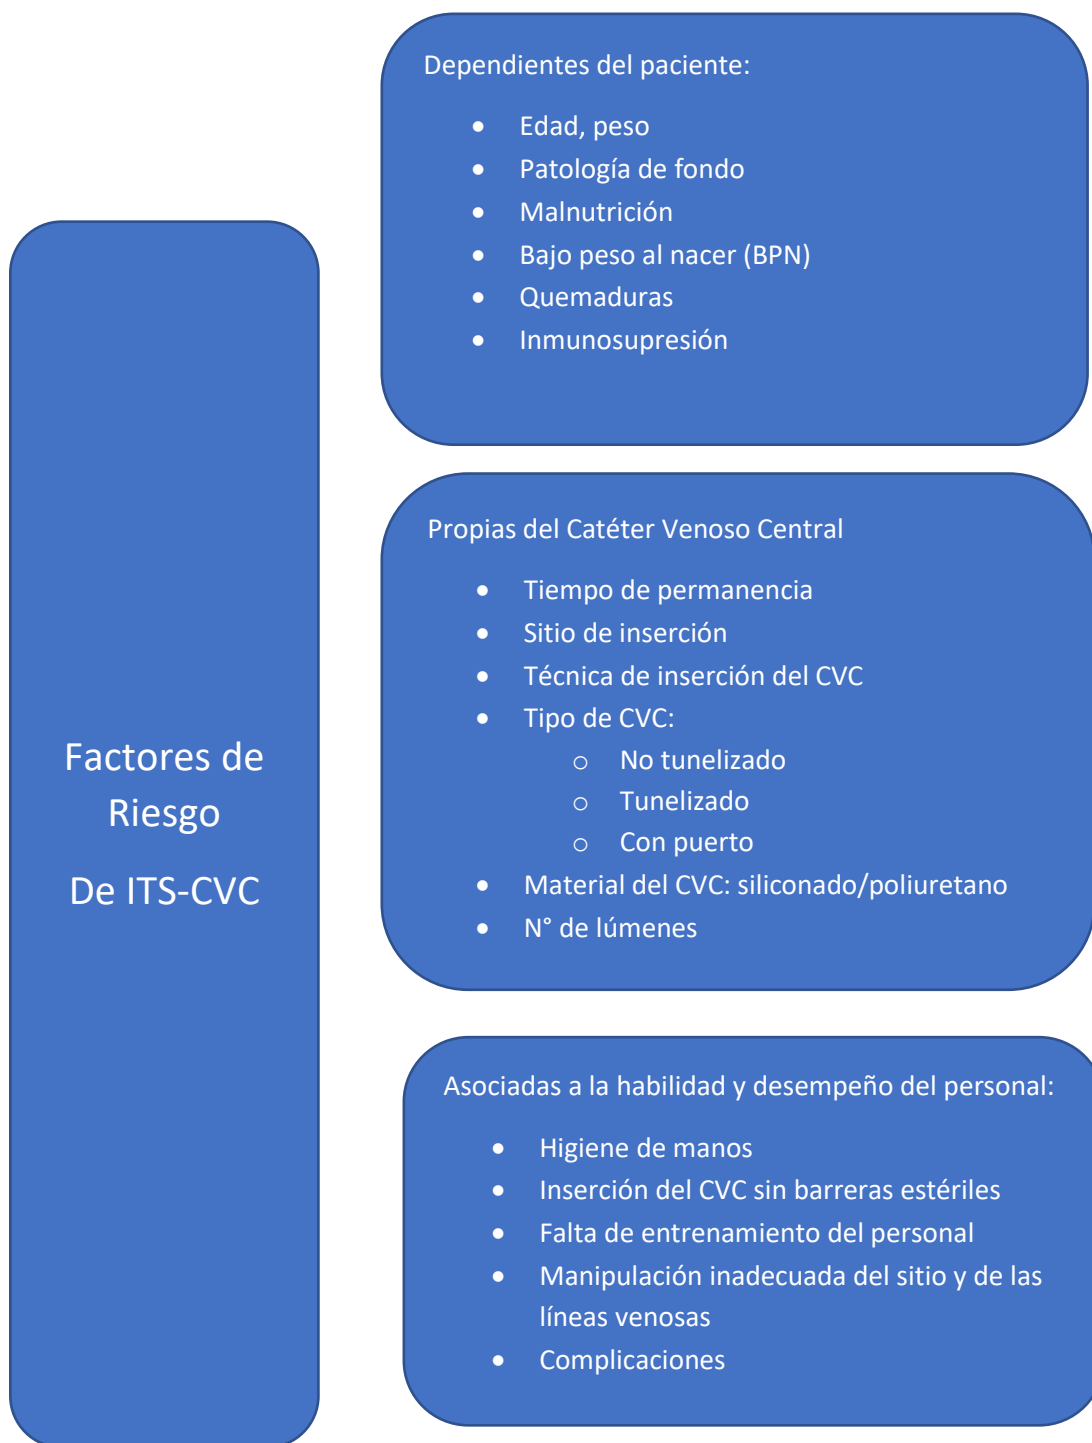 Factores de
Riesgo
De ITS-CVC
Dependientes del paciente:
• Edad, peso
• Patología de fondo
• Malnutrición
• Bajo peso al nacer (BPN)
• Quemaduras
• Inmunosupresión
Propias del Catéter Venoso Central
• Tiempo de permanencia
• Sitio de inserción
• Técnica de inserción del CVC
• Tipo de CVC:
o No tunelizado
o Tunelizado
o Con puerto
• Material del CVC: siliconado/poliuretano
• N° de lúmenes
Asociadas a la habilidad y desempeño del personal:
• Higiene de manos
• Inserción del CVC sin barreras estériles
• Falta de entrenamiento del personal
• Manipulación inadecuada del sitio y de las
líneas venosas
• Complicaciones